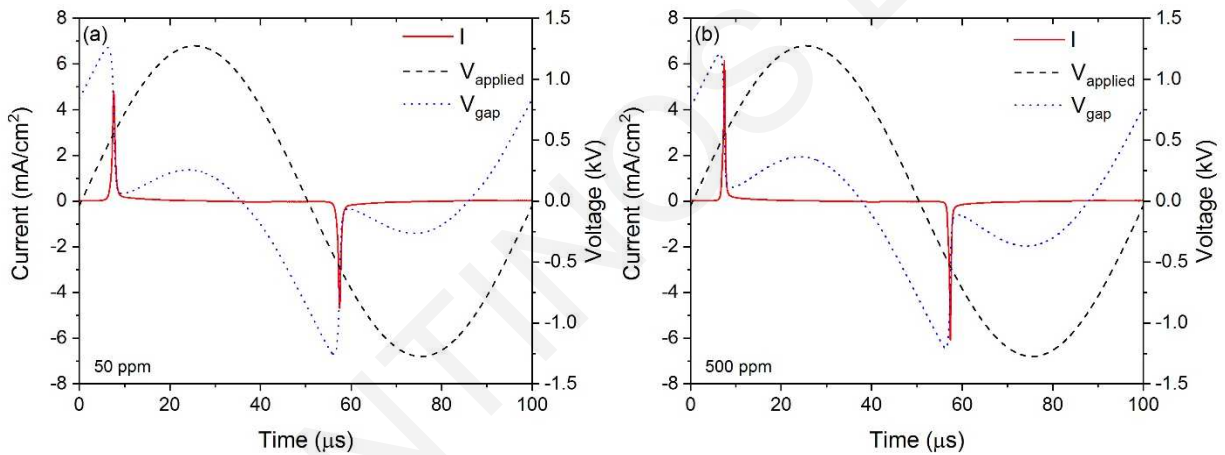 (a)
I
V_applied
V_gap
50 ppm
Current (mA/cm²)
8
6
4
2
0
-2
-4
-6
-8
Voltage (kV)
1.5
1.0
0.5
0.0
-0.5
-1.0
-1.5
0 20 40 60 80 100
Time (μs)
(b)
I
V_applied
V_gap
500 ppm
Current (mA/cm²)
8
6
4
2
0
-2
-4
-6
-8
Voltage (kV)
1.5
1.0
0.5
0.0
-0.5
-1.0
-1.5
0 20 40 60 80 100
Time (μs)
NTINOS